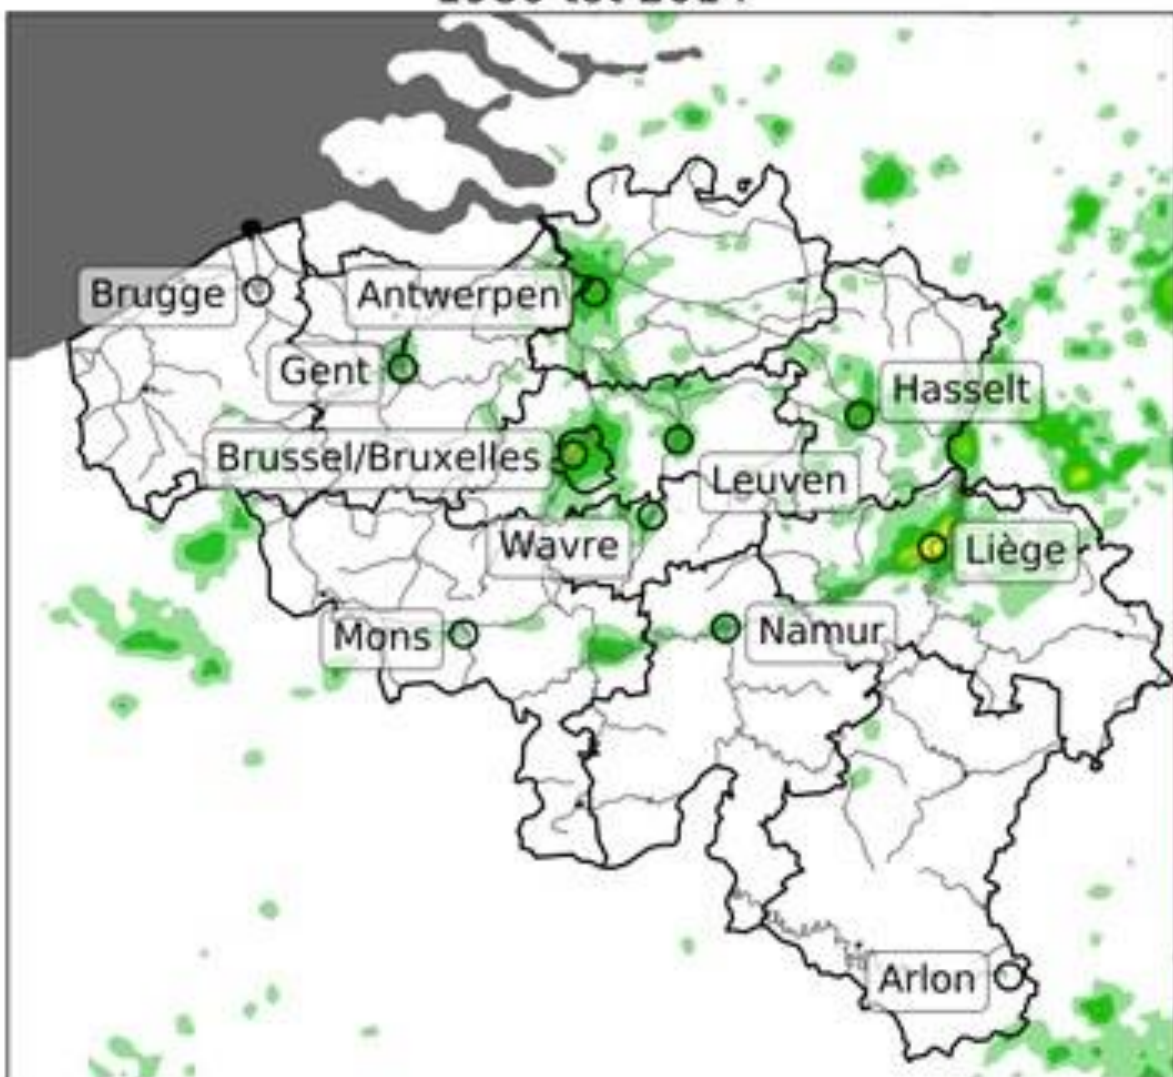 Brugge
Antwerpen
Gent
Hasselt
Brussel/Bruxelles
Leuven
Wavre
Liège
Mons
Namur
Arlon